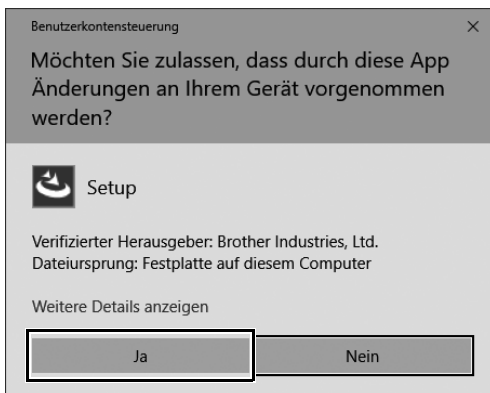 Benutzerkontensteuerung
Möchten Sie zulassen, dass durch diese App
Änderungen an Ihrem Gerät vorgenommen
werden?
Setup
Verifizierter Herausgeber: Brother Industries, Ltd.
Dateiursprung: Festplatte auf diesem Computer
Weitere Details anzeigen
Ja
Nein